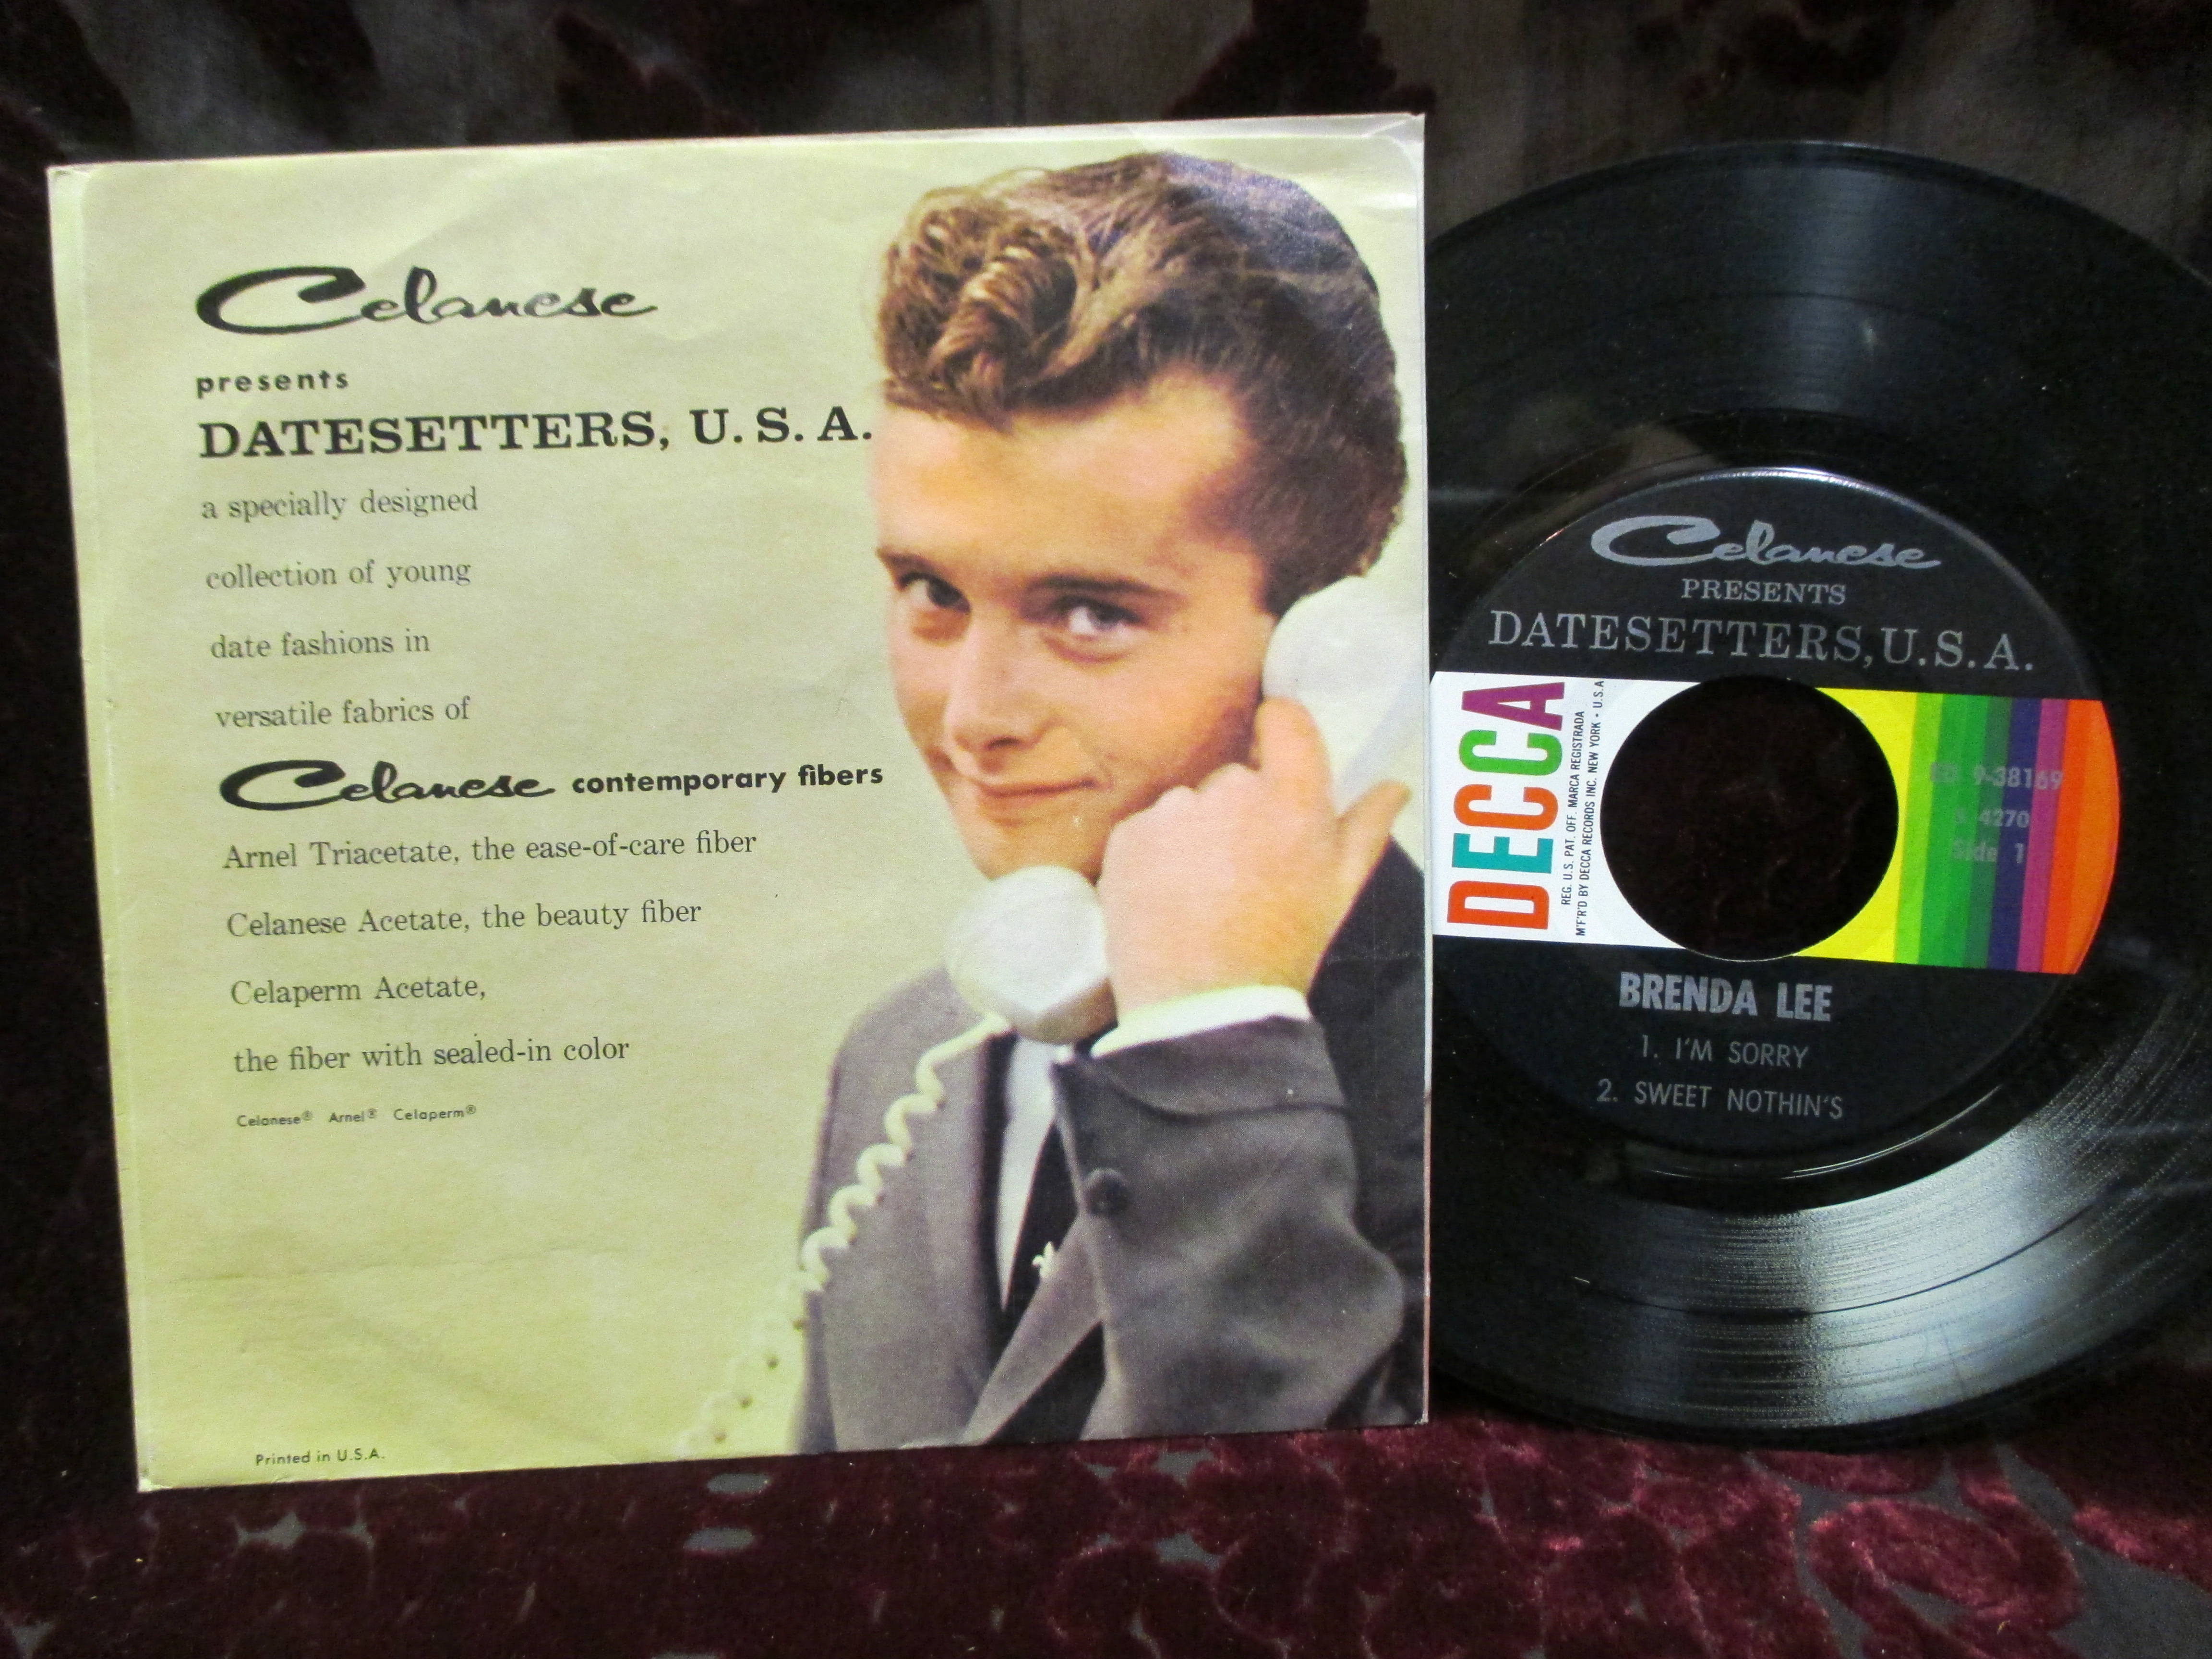 Celanese
presents
DATESETTERS, U. S. A.
a specially designed
collection of young
date fashions in
versatile fabrics of
Celanese contemporary fibers
Arnel Triacetate, the ease-of-care fiber
Celanese Acetate, the beauty fiber
Celaperm Acetate,
the fiber with sealed-in color
Celanese® Arnel® Celaperm®
Printed in U.S.A.
Celanese
PRESENTS
DATESETTERS, U.S.A.
DECCA
REG. U.S. PAT. OFF. MARCA REGISTRADA
M'F'R'D BY DECCA RECORDS INC. NEW YORK • U.S.A
9-38169
4270
Side 1
BRENDA LEE
1. I'M SORRY
2. SWEET NOTHIN'S